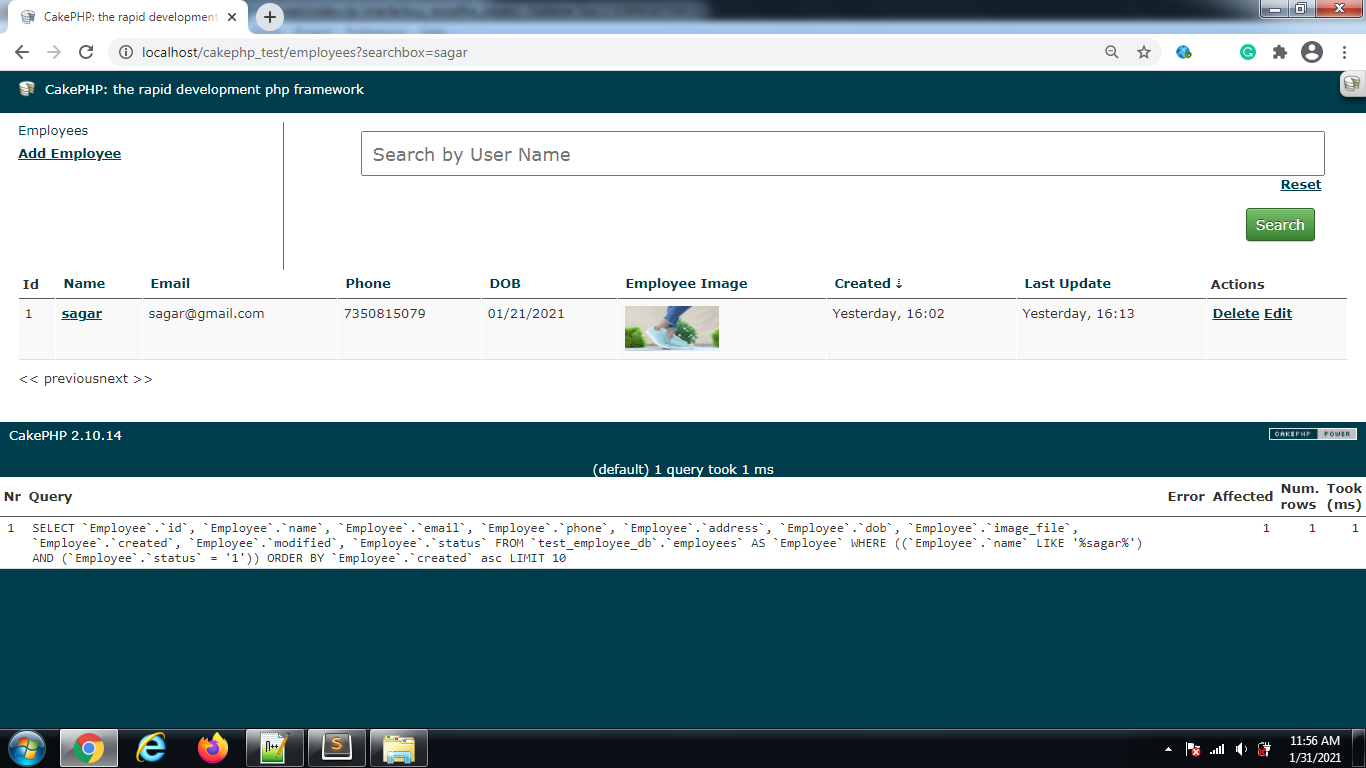 CakePHP: the rapid development
localhost/cakephp_test/employees?searchbox=sagar
CakePHP: the rapid development php framework
Employees
Add Employee
Search by User Name
Reset
Search
Id Name Email Phone DOB Employee Image Created ↓ Last Update Actions
1 sagar sagar@gmail.com 7350815079 01/21/2021 Yesterday, 16:02 Yesterday, 16:13 Delete Edit
<< previousnext >>
CakePHP 2.10.14
CAKEPHP POWER
(default) 1 query took 1 ms
Nr Query Error Affected Num. rows Took (ms)
1 SELECT `Employee`.`id`, `Employee`.`name`, `Employee`.`email`, `Employee`.`phone`, `Employee`.`address`, `Employee`.`dob`, `Employee`.`image_file`, 1 1 1
`Employee`.`created`, `Employee`.`modified`, `Employee`.`status` FROM `test_employee_db`.`employees` AS `Employee` WHERE ((`Employee`.`name` LIKE '%sagar%')
AND (`Employee`.`status` = '1')) ORDER BY `Employee`.`created` asc LIMIT 10
N++
S
11:56 AM
1/31/2021